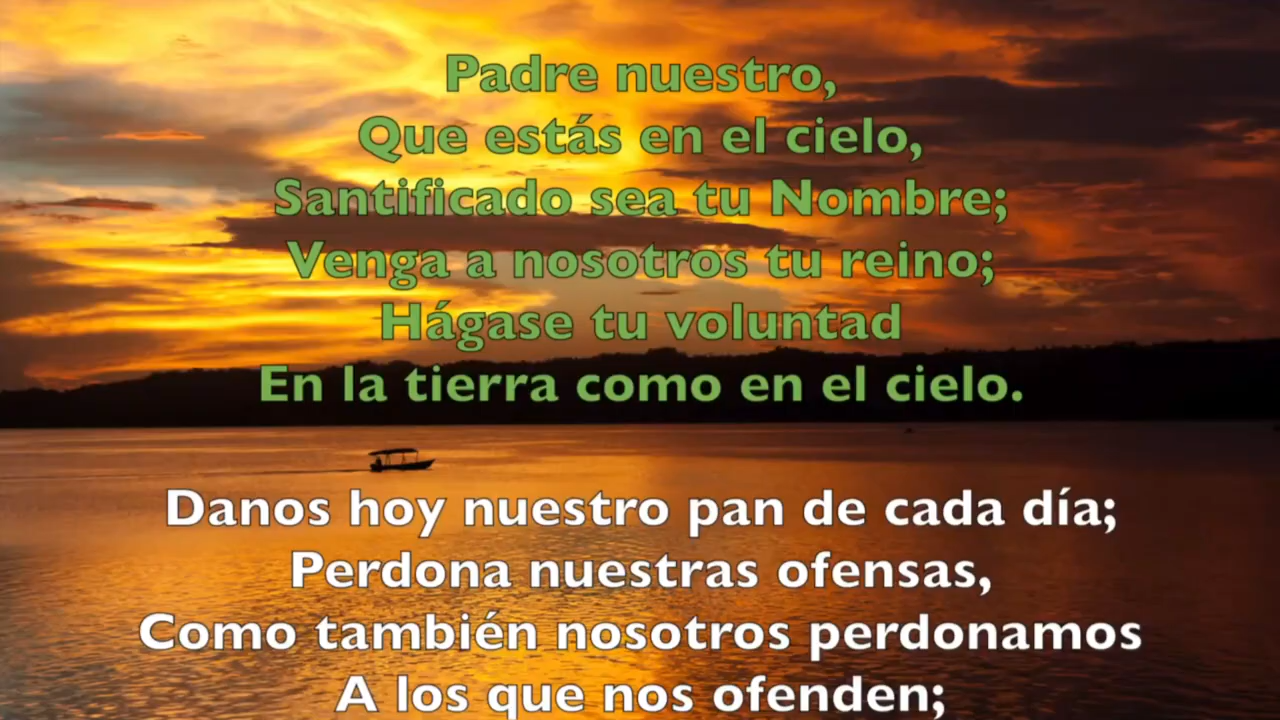 Padre nuestro,
Que estás en el cielo,
Santificado sea tu Nombre;
Venga a nosotros tu reino;
Hágase tu voluntad
En la tierra como en el cielo.
Danos hoy nuestro pan de cada día;
Perdona nuestras ofensas,
Como también nosotros perdonamos
A los que nos ofenden;